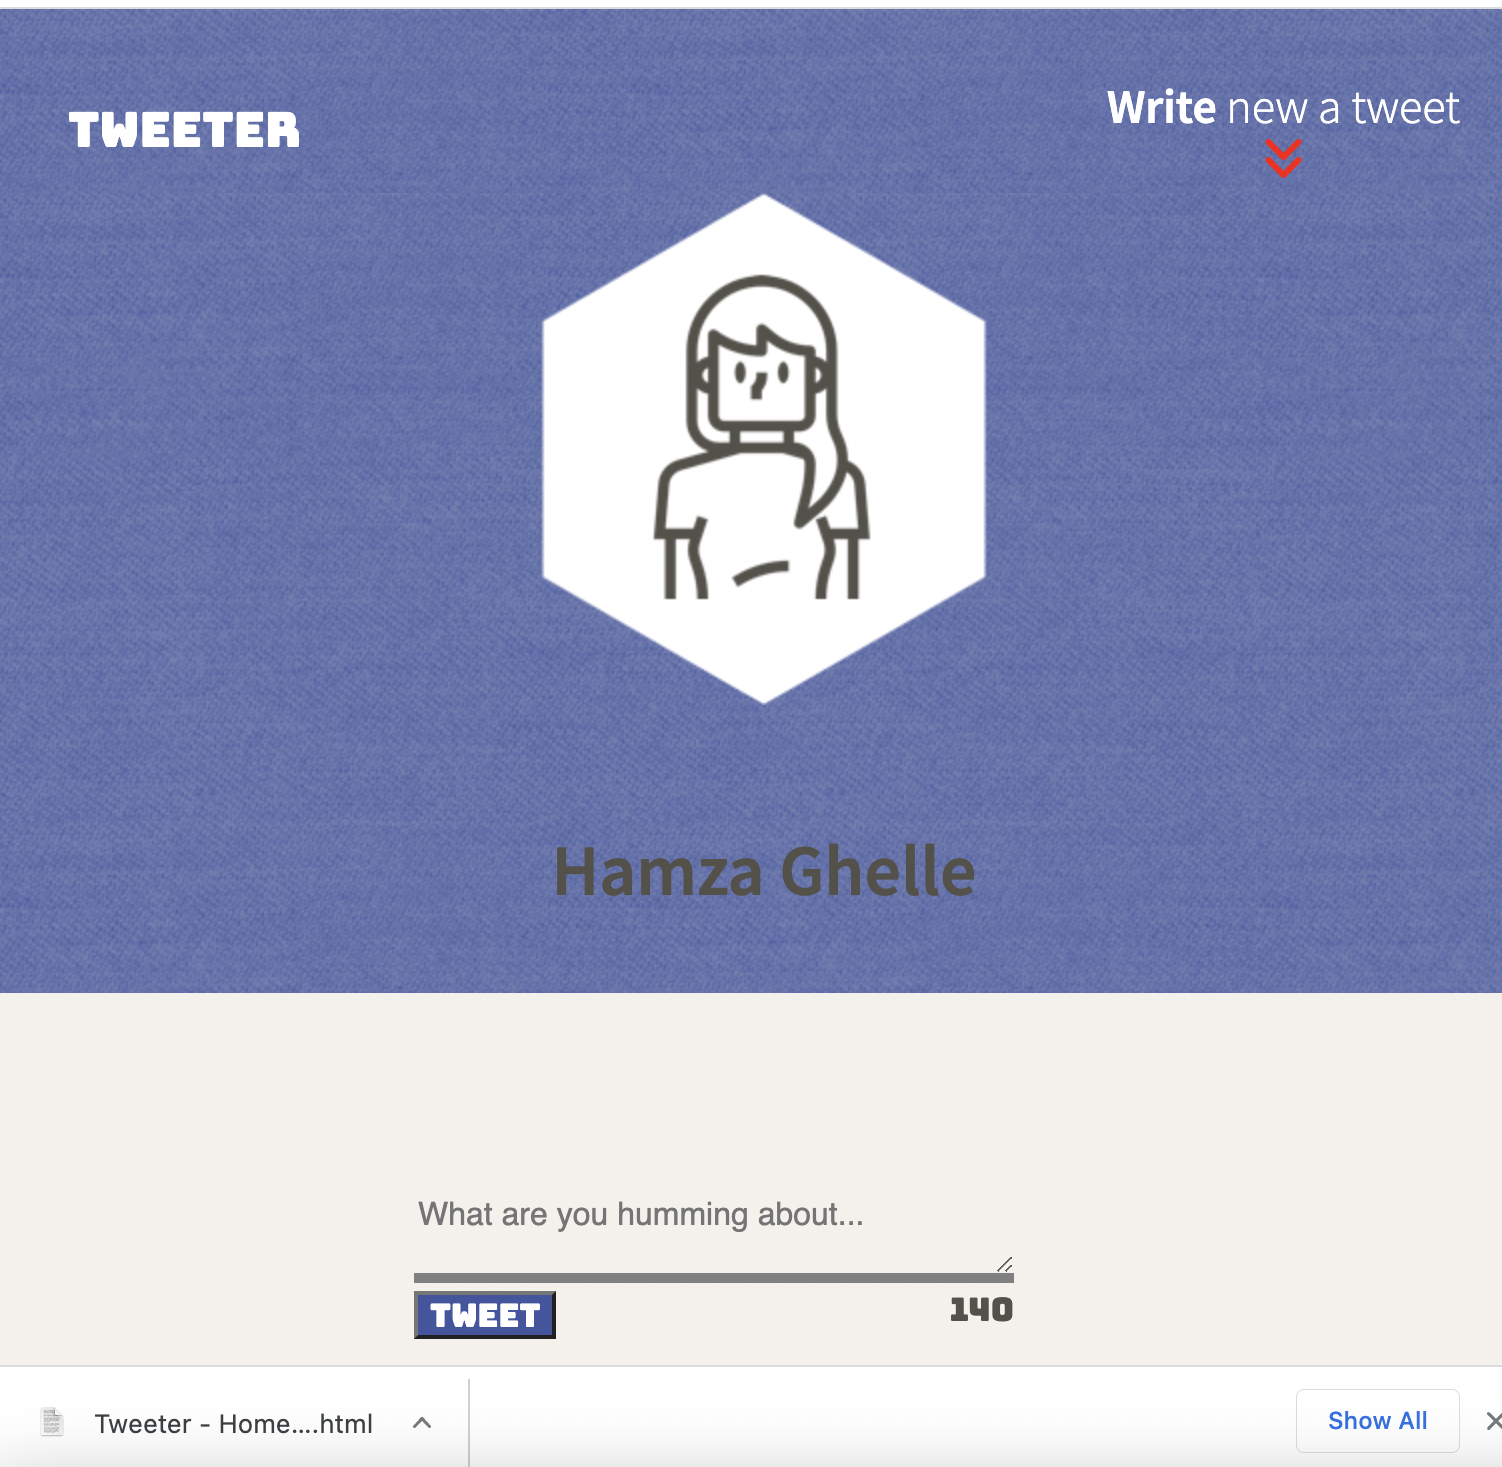 TWEETER
Write new a tweet
Hamza Ghelle
What are you humming about...
TWEET
140
Tweeter - Home....html
Show All